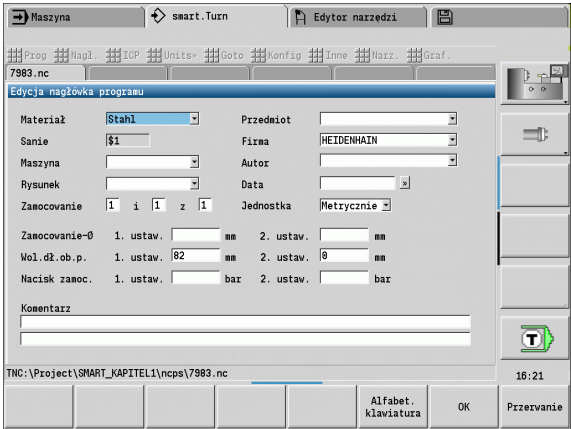 Maszyna smart.Turn Edytor narzędzi
Prog Nagł. ICP Units» Goto Konfig Inne Narz. Graf.
7983.nc
Edycja nagłówka programu
Materiał Stahl Przedmiot
Sanie $1 Firma HEIDENHAIN
Maszyna Autor
Rysunek Data »
Zamocowanie 1 i 1 z 1 Jednostka Metrycznie
Zamocowanie-Ø 1. ustaw. mm 2. ustaw. mm
Wol.dł.ob.p. 1. ustaw. 82 mm 2. ustaw. 0 mm
Nacisk zamoc. 1. ustaw. bar 2. ustaw. bar
Komentarz
T
TNC:\Project\SMART_KAPITEL1\ncps\7983.nc 16:21
Alfabet.
klawiatura OK Przerwanie